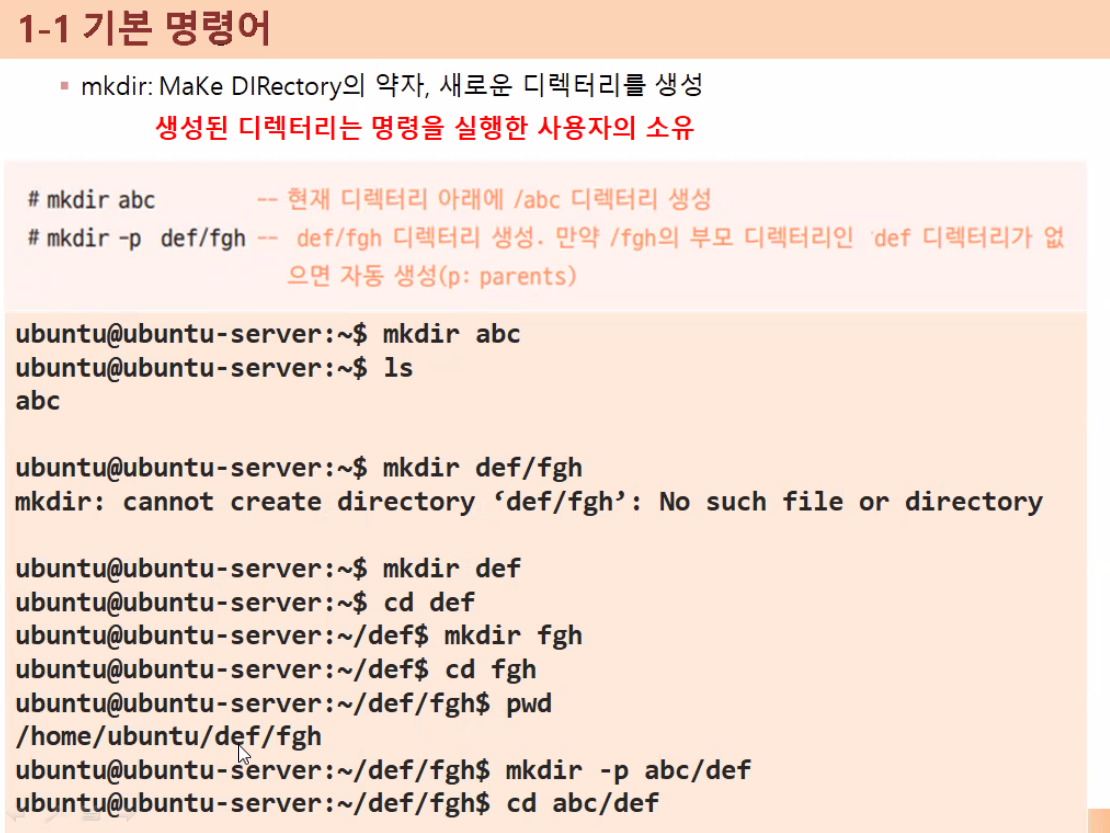 1-1 기본 명령어
▪ mkdir: MaKe DIRectory의 약자, 새로운 디렉터리를 생성
생성된 디렉터리는 명령을 실행한 사용자의 소유
# mkdir abc -- 현재 디렉터리 아래에 /abc 디렉터리 생성
# mkdir -p def/fgh -- def/fgh 디렉터리 생성. 만약 /fgh의 부모 디렉터리인 def 디렉터리가 없
으면 자동 생성(p: parents)
ubuntu@ubuntu-server:~$ mkdir abc
ubuntu@ubuntu-server:~$ ls
abc
ubuntu@ubuntu-server:~$ mkdir def/fgh
mkdir: cannot create directory ‘def/fgh’: No such file or directory
ubuntu@ubuntu-server:~$ mkdir def
ubuntu@ubuntu-server:~$ cd def
ubuntu@ubuntu-server:~/def$ mkdir fgh
ubuntu@ubuntu-server:~/def$ cd fgh
ubuntu@ubuntu-server:~/def/fgh$ pwd
/home/ubuntu/def/fgh
ubuntu@ubuntu-server:~/def/fgh$ mkdir -p abc/def
ubuntu@ubuntu-server:~/def/fgh$ cd abc/def